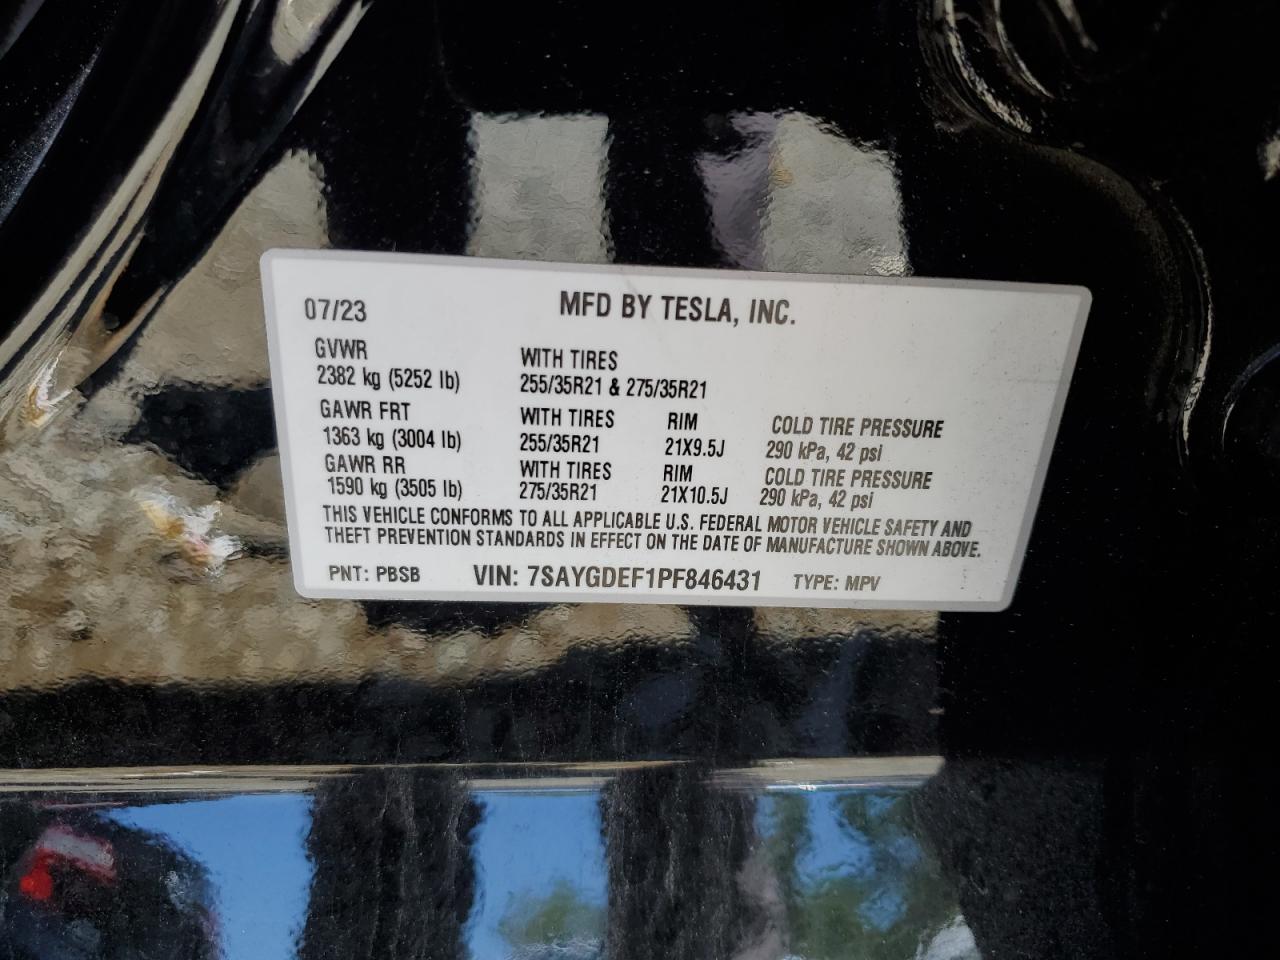 07/23 MFD BY TESLA, INC.
GVWR WITH TIRES
2382 kg (5252 lb) 255/35R21 & 275/35R21
GAWR FRT WITH TIRES RIM COLD TIRE PRESSURE
1363 kg (3004 lb) 255/35R21 21X9.5J 290 kPa, 42 psi
GAWR RR WITH TIRES RIM COLD TIRE PRESSURE
1590 kg (3505 lb) 275/35R21 21X10.5J 290 kPa, 42 psi
THIS VEHICLE CONFORMS TO ALL APPLICABLE U.S. FEDERAL MOTOR VEHICLE SAFETY AND
THEFT PREVENTION STANDARDS IN EFFECT ON THE DATE OF MANUFACTURE SHOWN ABOVE.
PNT: PBSB VIN: 7SAYGDEF1PF846431 TYPE: MPV